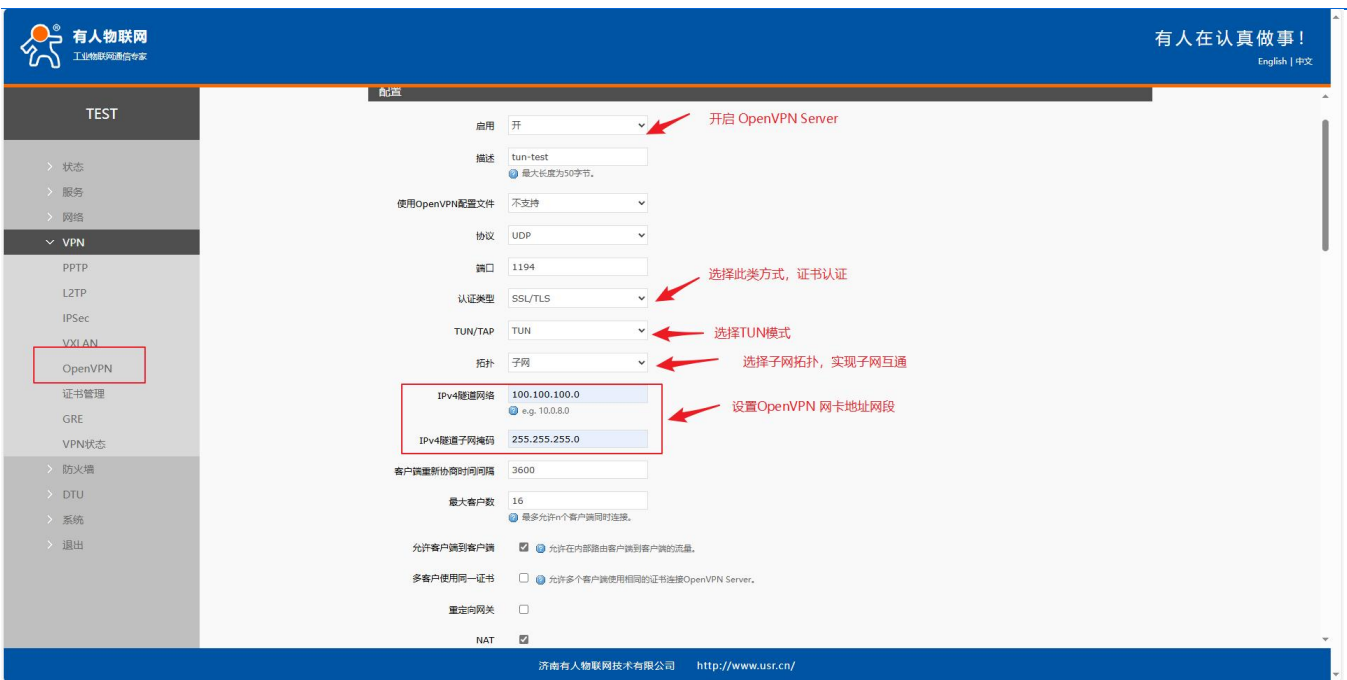 有人物联网
工业物联网通信专家
有人在认真做事！
English | 中文
TEST
状态
服务
网络
VPN
PPTP
L2TP
IPSec
VXLAN
OpenVPN
证书管理
GRE
VPN状态
防火墙
DTU
系统
退出
配置
启用 开
开启 OpenVPN Server
描述 tun-test
最大长度为50字节。
使用OpenVPN配置文件 不支持
协议 UDP
端口 1194
选择此类方式，证书认证
认证类型 SSL/TLS
TUN/TAP TUN
选择TUN模式
拓扑 子网
选择子网拓扑，实现子网互通
IPv4隧道网络 100.100.100.0
e.g. 10.0.8.0
设置OpenVPN 网卡地址网段
IPv4隧道子网掩码 255.255.255.0
客户端重新协商时间间隔 3600
最大客户数 16
最多允许n个客户端同时连接。
允许客户端到客户端 允许在内部路由客户端到客户端的流量。
多客户使用同一证书 允许多个客户端使用相同的证书连接OpenVPN Server。
重定向网关
NAT
济南有人物联网技术有限公司 http://www.usr.cn/